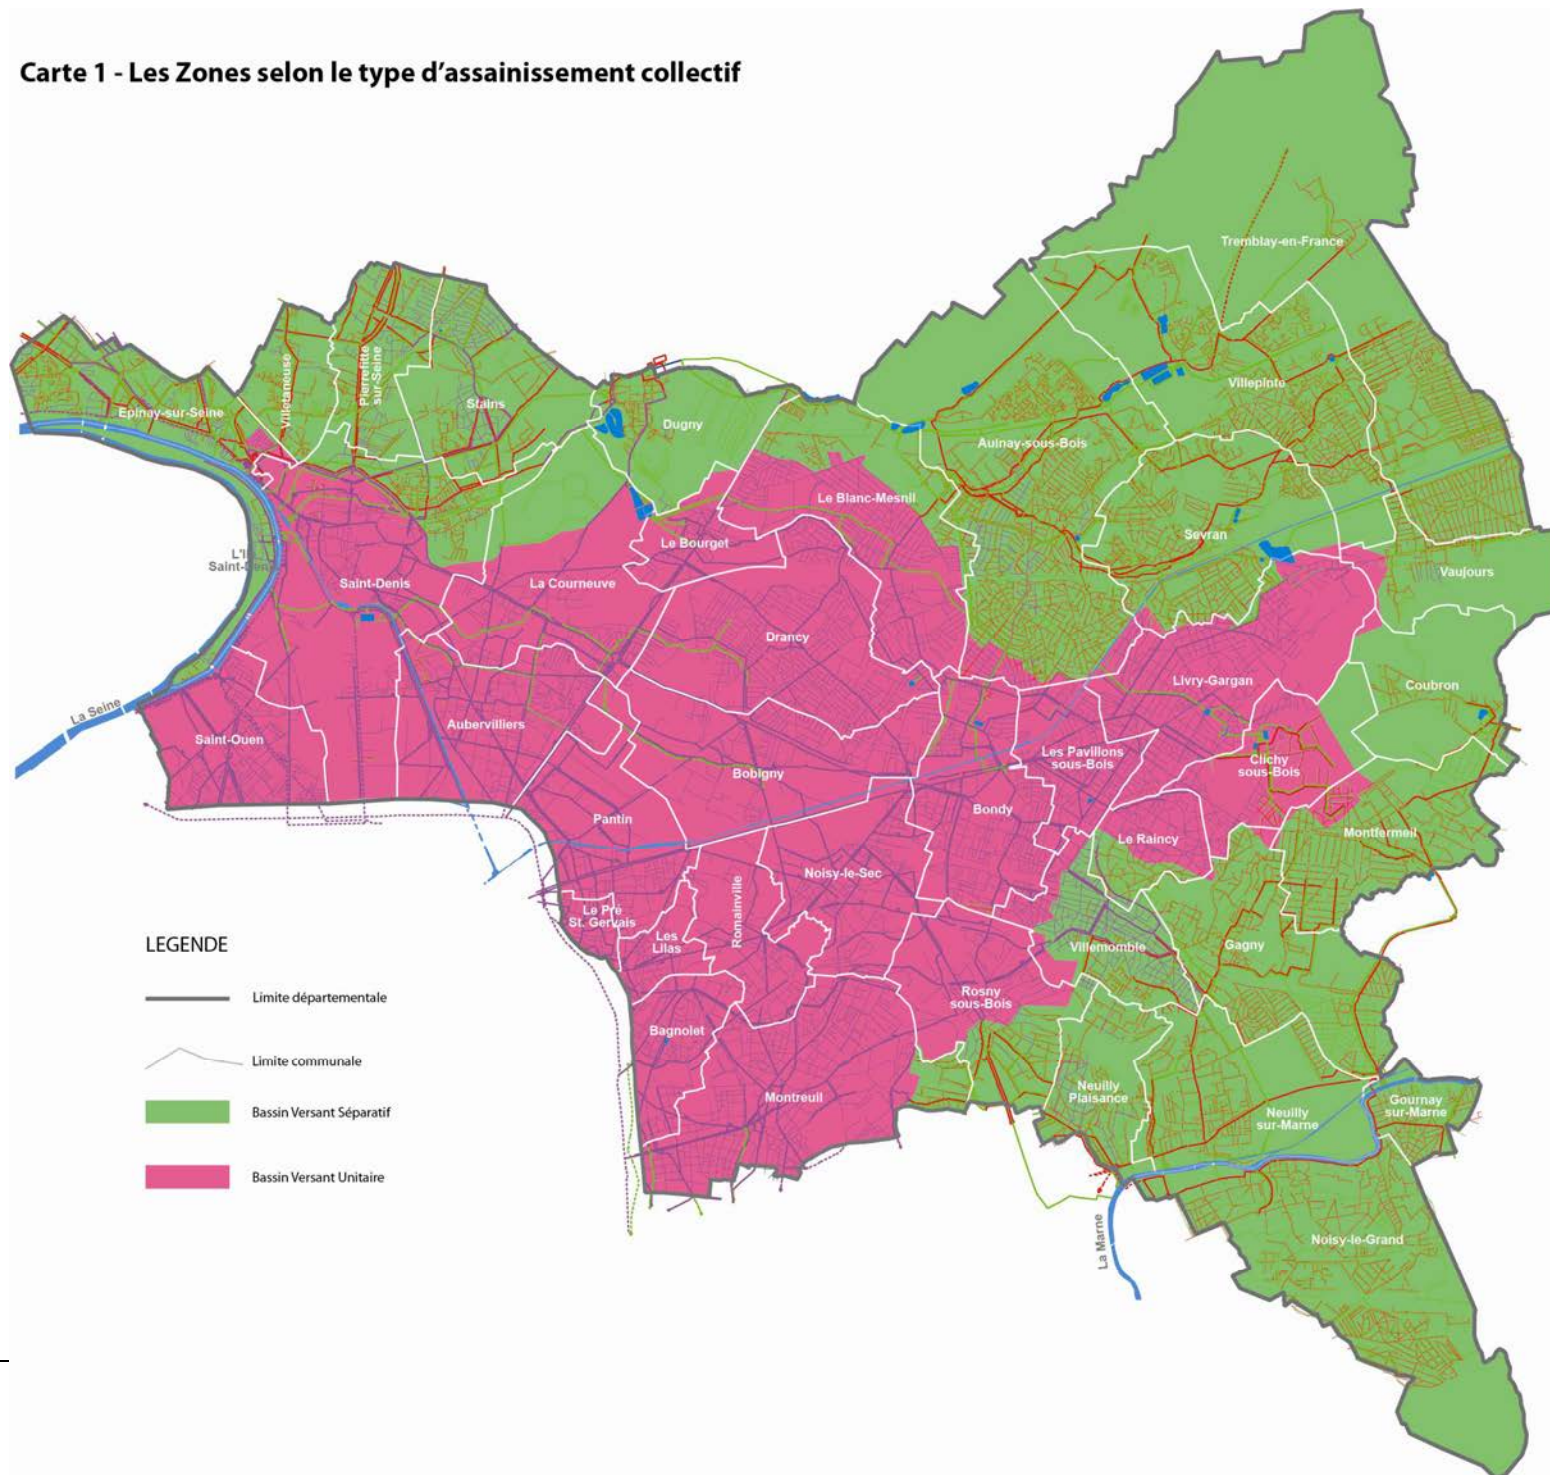 Carte 1 - Les Zones selon le type d'assainissement collectif
Tremblay-en-France
Villetaneuse
Pierrefitte
sur-Seine
Epinay-sur-Seine
Stains
Dugny
Villepinte
Aulnay-sous-Bois
Le Blanc-Mesnil
Sevran
Le Bourget
L'Il
Saint-Den
Saint-Denis
La Courneuve
Vaujours
Drancy
Livry-Gargan
Coubron
La Seine
Saint-Ouen
Aubervilliers
Les Pavillons
sous-Bois
Clichy
sous-Bois
Bobigny
Bondy
Pantin
Le Raincy
Montfermeil
Noisy-le-Sec
Romainville
Le Pré
St. Gervais
Les
Lilas
Villemomble
Gagny
Rosny
sous-Bois
Bagnolet
Montreuil
Neuilly
Plaisance
Neuilly
sur-Marne
Gournay
sur-Marne
La Marne
Noisy-le-Grand
LEGENDE
Limite départementale
Limite communale
Bassin Versant Séparatif
Bassin Versant Unitaire